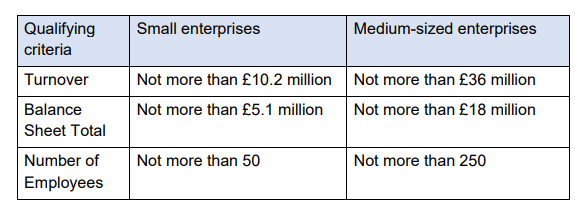 Qualifying criteria
Small enterprises
Medium-sized enterprises
Turnover
Not more than £10.2 million
Not more than £36 million
Balance
Sheet Total
Not more than £5.1 million
Not more than £18 million
Number of
Employees
Not more than 50
Not more than 250